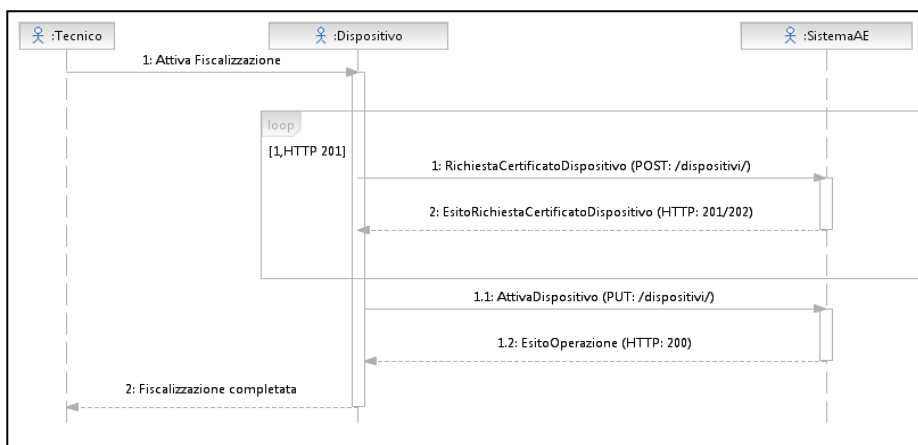 :Tecnico
:Dispositivo
:SistemaAE
1: Attiva Fiscalizzazione
loop
[1,HTTP 201]
1: RichiestaCertificatoDispositivo (POST: /dispositivi/)
2: EsitoRichiestaCertificatoDispositivo (HTTP: 201/202)
1.1: AttivaDispositivo (PUT: /dispositivi/)
1.2: EsitoOperazione (HTTP: 200)
2: Fiscalizzazione completata